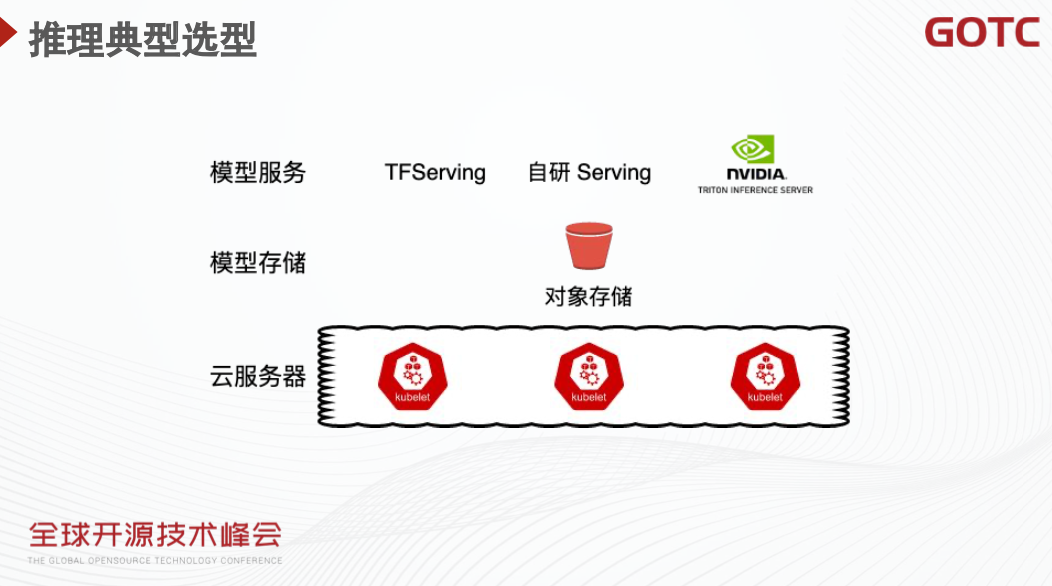 推理典型选型
GOTC
模型服务
TFServing
自研 Serving
NVIDIA.
TRITON INFERENCE SERVER
模型存储
对象存储
云服务器
kubelet
kubelet
kubelet
全球开源技术峰会
THE GLOBAL OPENSOURCE TECHNOLOGY CONFERENCE